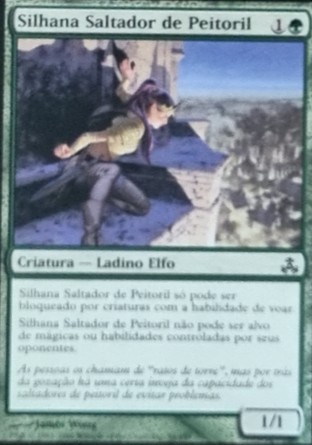 Silhana Saltador de Peitoril 1
Criatura — Ladino Elfo
Silhana Saltador de Peitoril só pode ser
bloqueado por criaturas com a habilidade de voar.
Silhana Saltador de Peitoril não pode ser alvo
de mágicas ou habilidades controladas por seus
oponentes.
As pessoas os chamam de "ratos de torre", mas por trás
da gozação há uma certa inveja da capacidade dos
saltadores de peitoril de evitar problemas.
James Wong
1/1